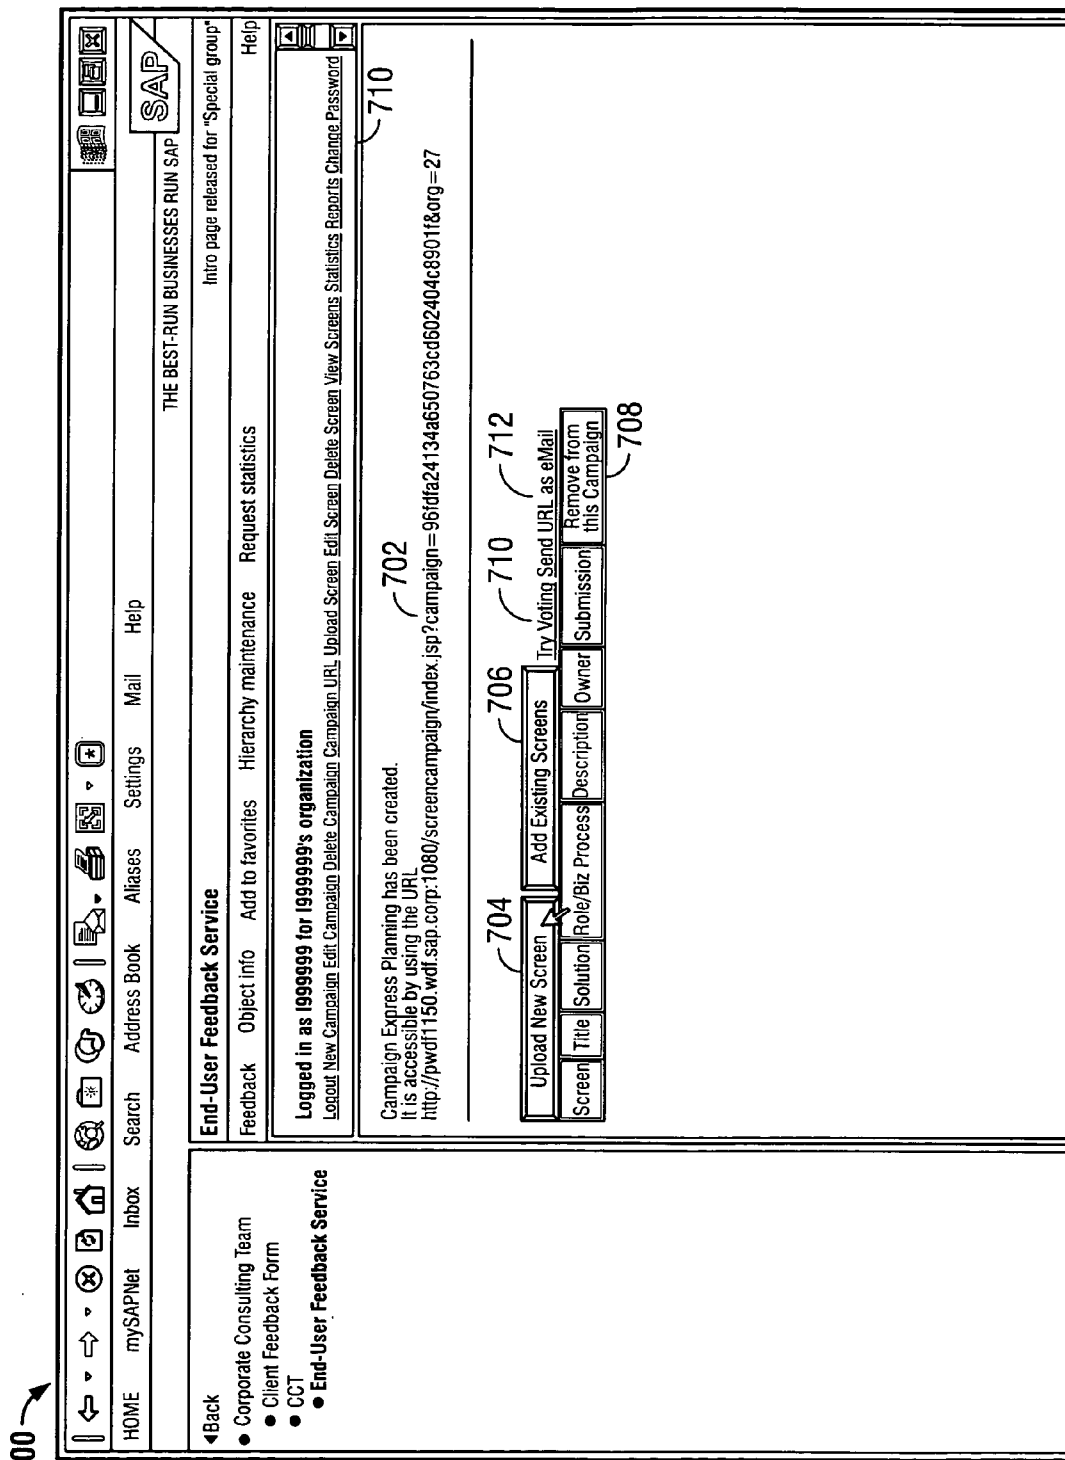 00
HOME mySAPNet Inbox Search Address Book Aliases Settings Mail Help
SAP
THE BEST-RUN BUSINESSES RUN SAP
Back
Corporate Consulting Team
Client Feedback Form
CCT
End-User Feedback Service
End-User Feedback Service Intro page released for "Special group"
Feedback Object info Add to favorites Hierarchy maintenance Request statistics Help
Logged in as I999999 for I999999's organization
Logout New Campaign Edit Campaign Delete Campaign Campaign URL Upload Screen Edit Screen Delete Screen View Screens Statistics Reports Change Password
710
Campaign Express Planning has been created.
It is accessible by using the URL
http://pwdf1150.wdf.sap.corp:1080/screencampaign/index.jsp?campaign=96fdfa24134a650763cd602404c8901f&org=27
702
704 706 710 712
Upload New Screen Add Existing Screens Try Voting Send URL as eMail
Screen Title Solution Role/Biz Process Description Owner Submission Remove from
this Campaign
708